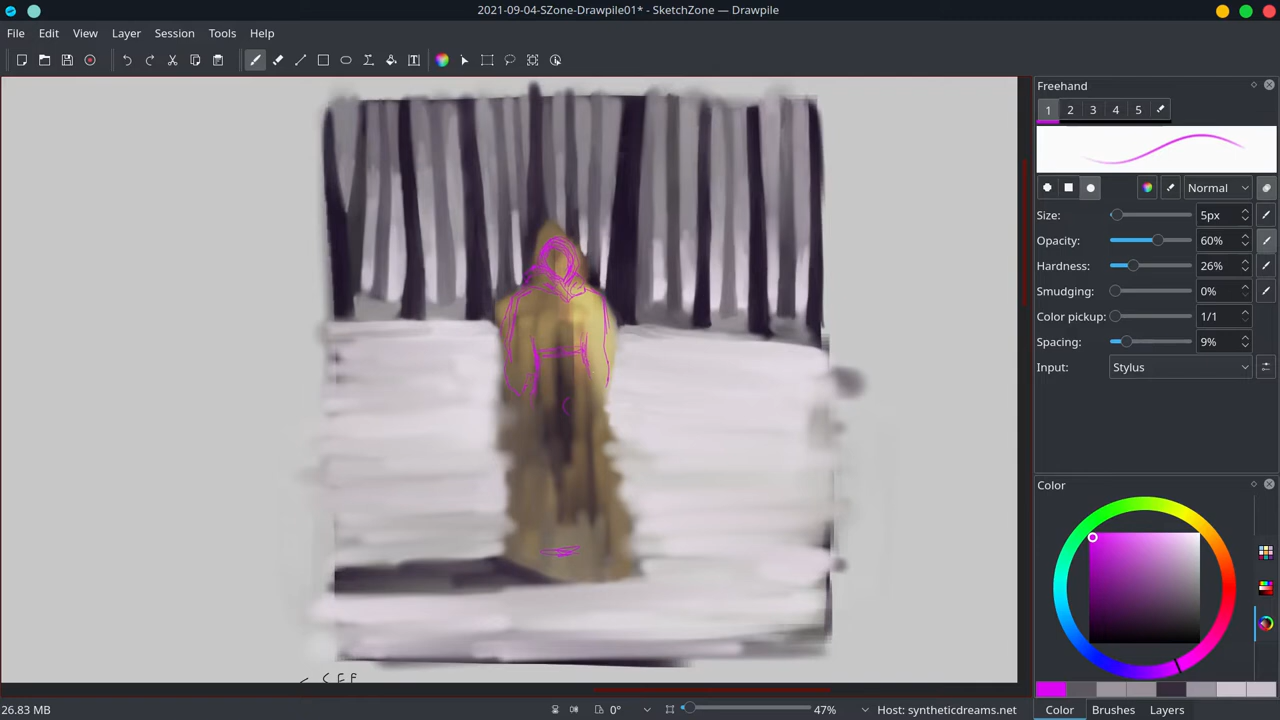 2021-09-04-SZone-Drawpile01* - SketchZone — Drawpile
File Edit View Layer Session Tools Help
Freehand
1 2 3 4 5
Normal
Size: 5px
Opacity: 60%
Hardness: 26%
Smudging: 0%
Color pickup: 1/1
Spacing: 9%
Input: Stylus
Color
26.83 MB 0° 47% Host: syntheticdreams.net
Color Brushes Layers